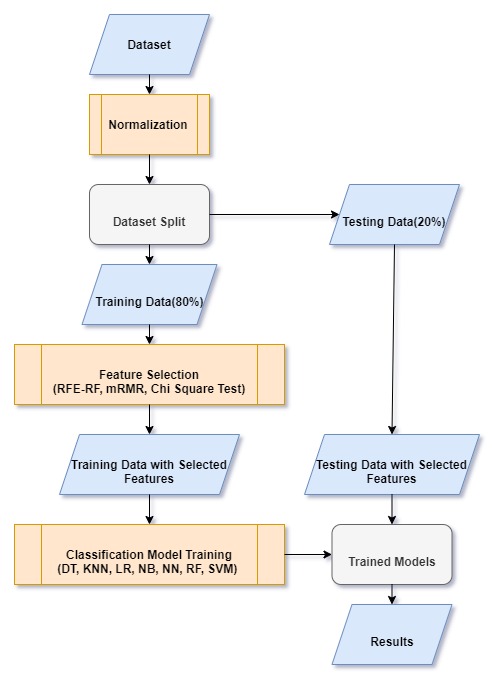 Dataset
Normalization
Dataset Split
Testing Data(20%)
Training Data(80%)
Feature Selection
(RFE-RF, mRMR, Chi Square Test)
Training Data with Selected
Features
Testing Data with Selected
Features
Classification Model Training
(DT, KNN, LR, NB, NN, RF, SVM)
Trained Models
Results